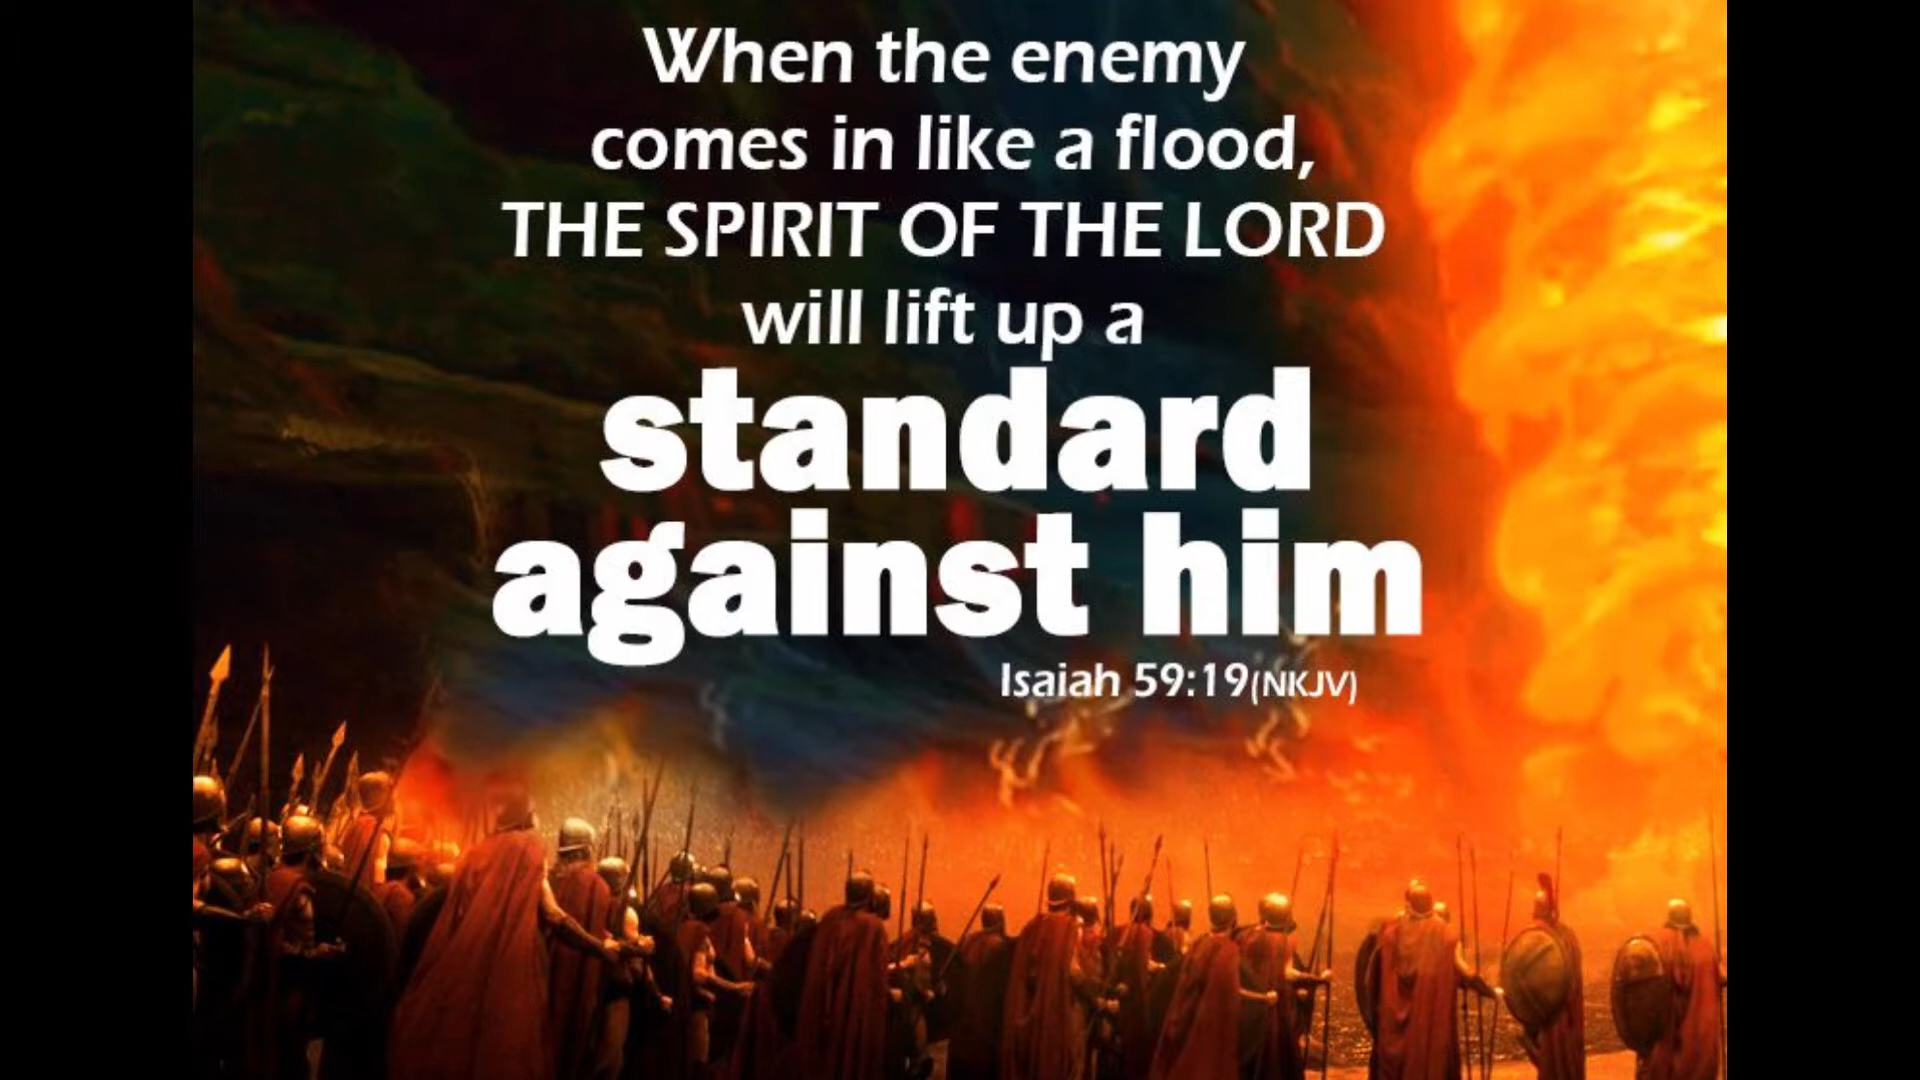 When the enemy
comes in like a flood,
THE SPIRIT OF THE LORD
will lift up a
standard
against him
Isaiah 59:19(NKJV)